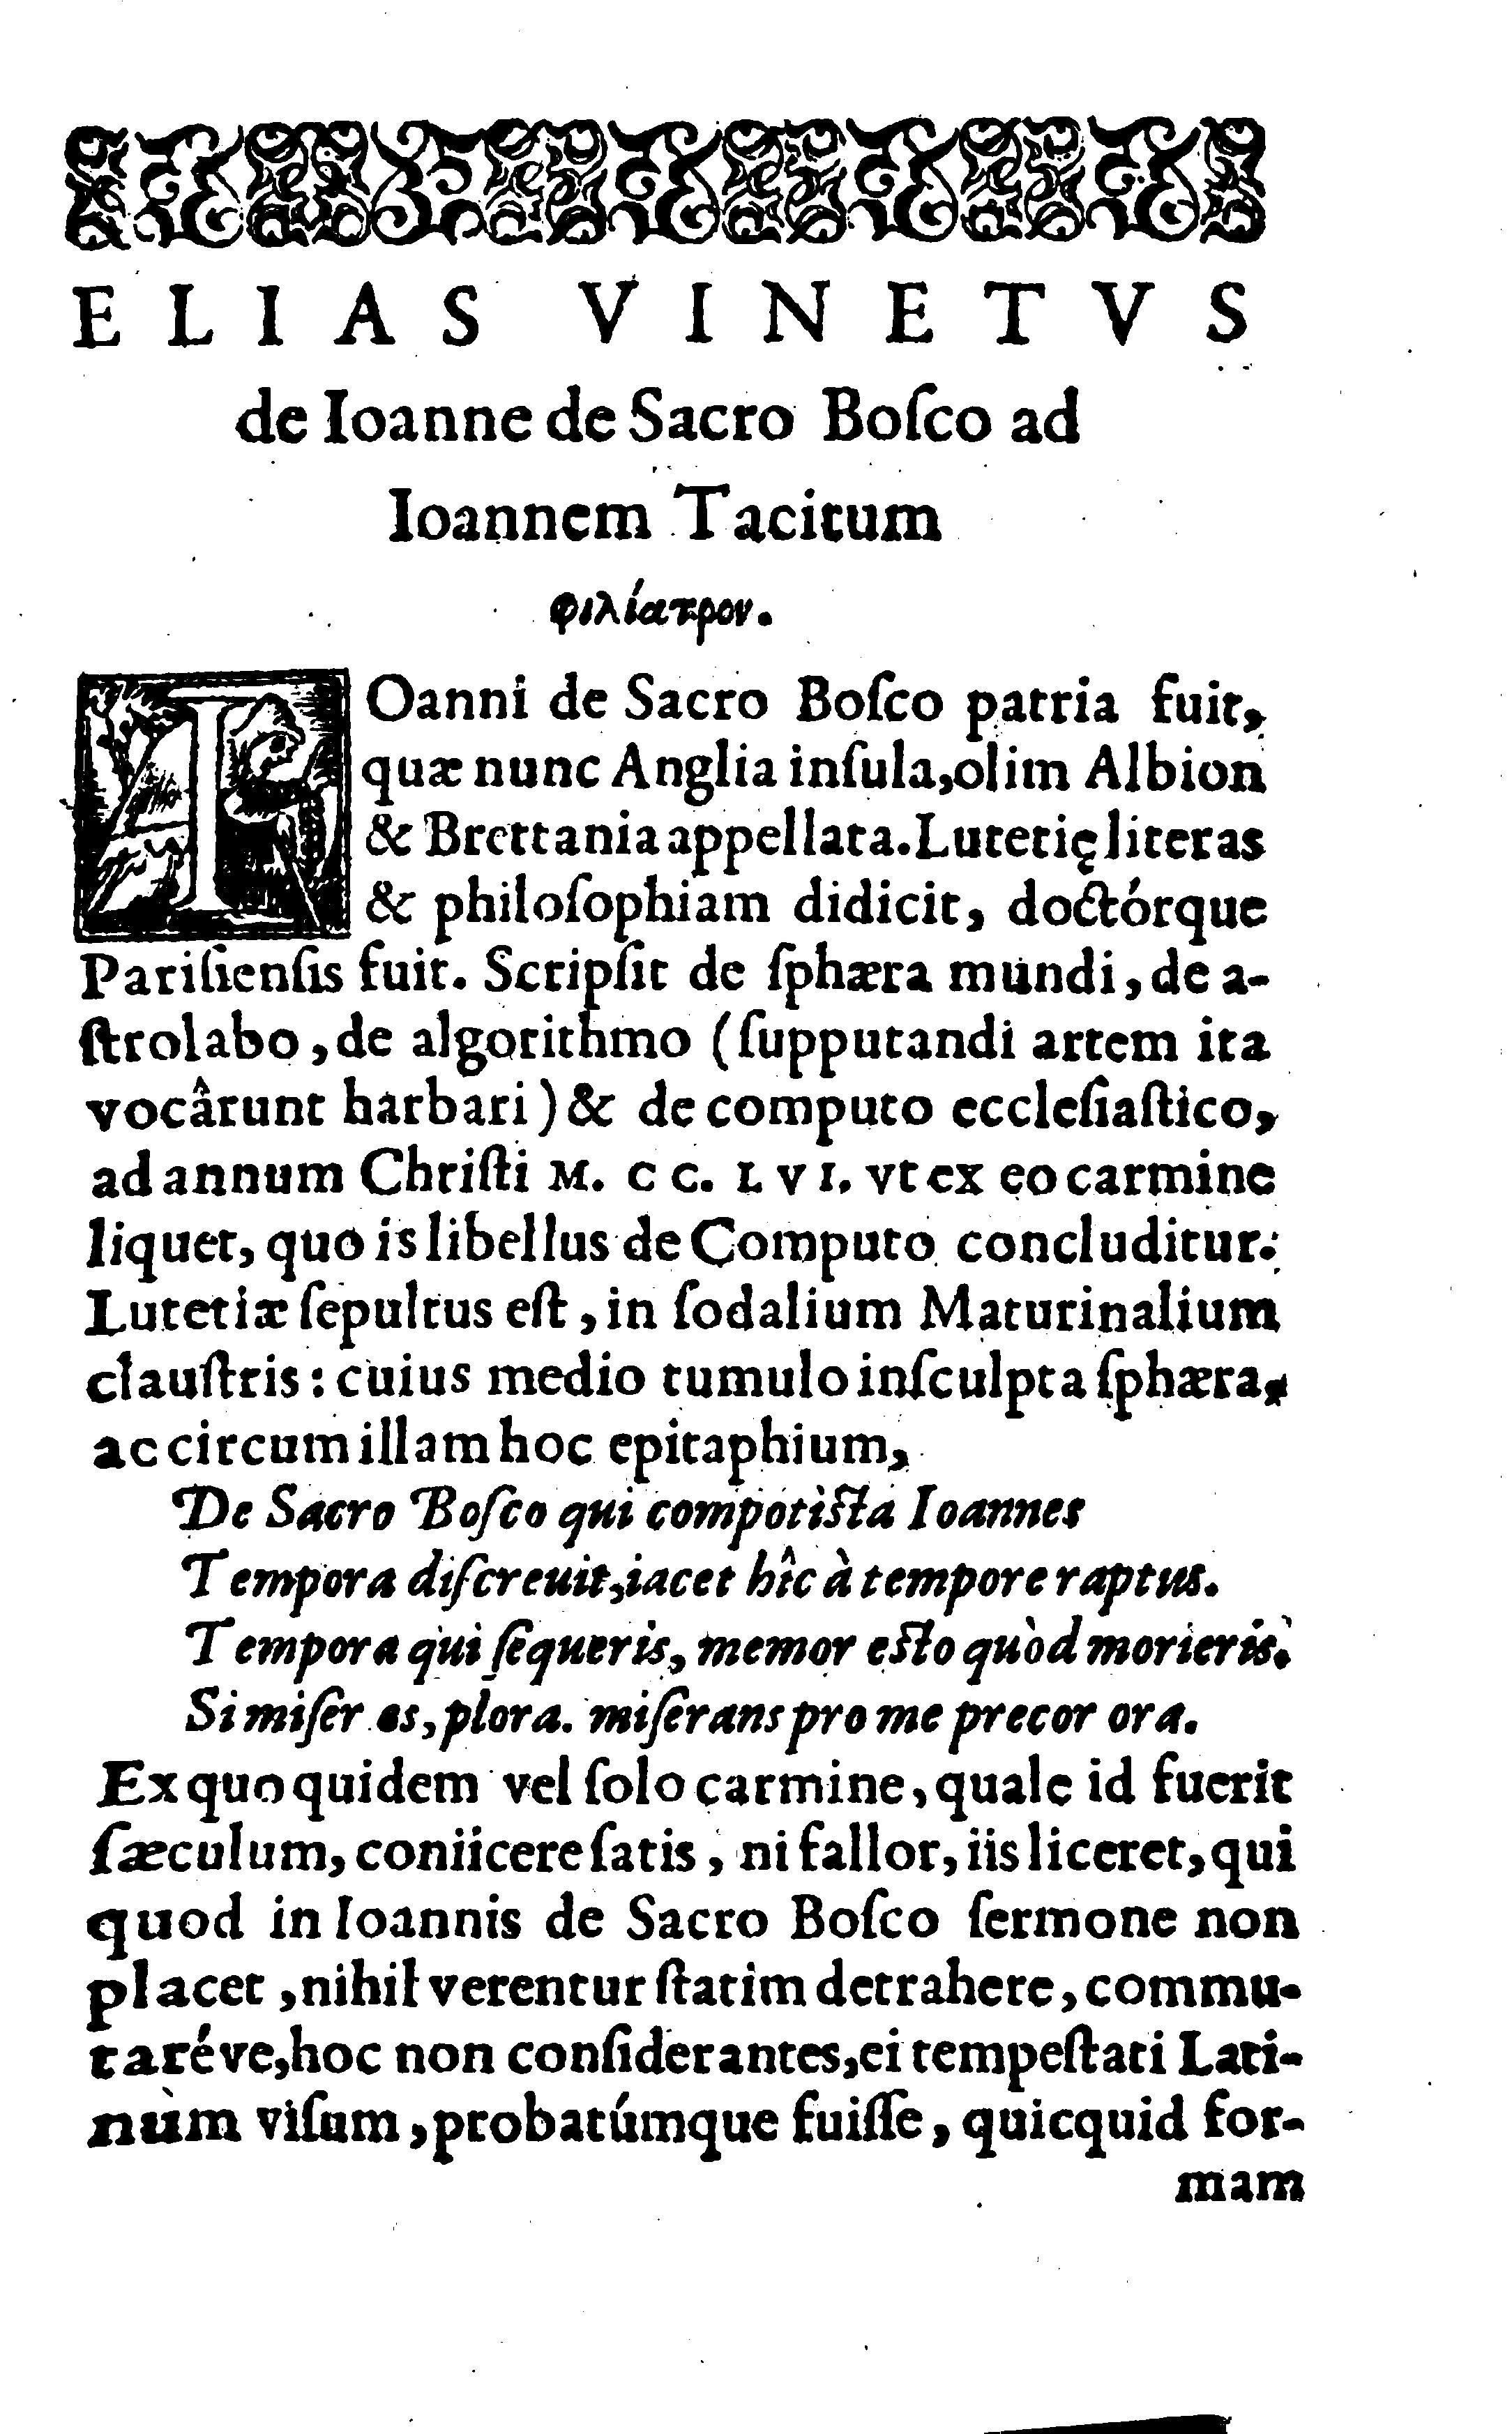 ELIAS VINETVS
de Ioanne de Sacro Boſco ad
Ioannem Tacitum
φιλίατρον.
IOanni de Sacro Boſco patria fuit,
quæ nunc Anglia inſula, olim Albion
& Brettania appellata. Lutetię literas
& philoſophiam didicit, doctórque
Pariſienſis fuit. Scripſit de ſphæra mundi, de a-
ſtrolabo, de algorithmo (ſupputandi artem ita
vocârunt barbari) & de computo eccleſiaſtico,
ad annum Chriſti M. C C. L V I. vt ex eo carmine
liquet, quo is libellus de Computo concluditur.
Lutetiæ ſepultus eſt, in ſodalium Maturinalium
clauſtris: cuius medio tumulo inſculpta ſphæra,
ac circum illam hoc epitaphium,
De Sacro Boſco qui compotiſta Ioannes
Tempora diſcreuit, iacet hîc à tempore raptus.
Tempora qui ſequeris, memor eſto quòd morieris.
Si miſer es, plora. miſerans pro me precor ora.
Ex quo quidem vel ſolo carmine, quale id fuerit
ſæculum, coniicere ſatis, ni fallor, iis liceret, qui
quod in Ioannis de Sacro Boſco ſermone non
placet, nihil verentur ſtatim detrahere, commu-
taréve, hoc non conſiderantes, ei tempeſtati Lati-
num viſum, probatúmque fuiſſe, quicquid for-
mam